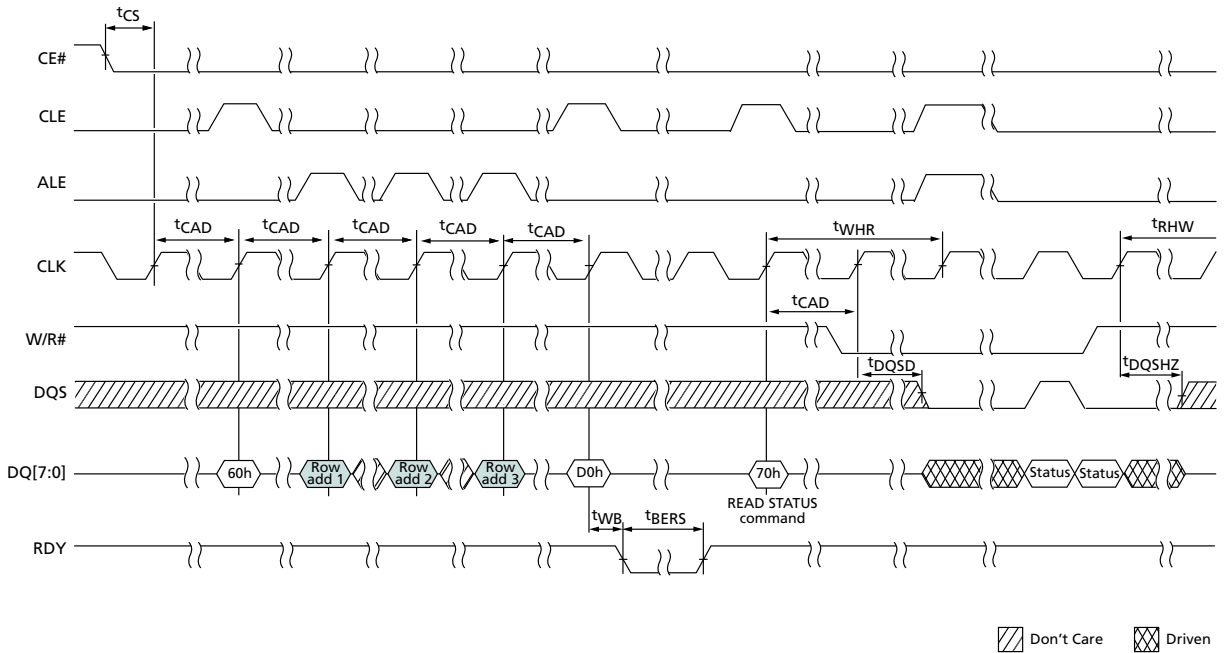 tCS
CE#
CLE
ALE
tCAD tCAD tCAD tCAD tCAD tWHR tRHW
CLK
tCAD
W/R#
tDQSD tDQSHZ
DQS
DQ[7:0] 60h Row add 1 Row add 2 Row add 3 D0h 70h Status Status
READ STATUS
command
tWB tBERS
RDY
Don't Care Driven